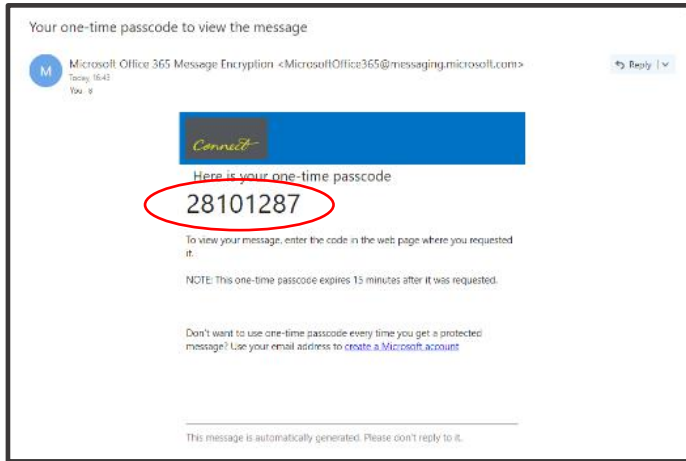 Your one-time passcode to view the message
M
Microsoft Office 365 Message Encryption <MicrosoftOffice365@messaging.microsoft.com>
Reply
Today, 16:43
You
Connect
Here is your one-time passcode
28101287
To view your message, enter the code in the web page where you requested
it.
NOTE: This one-time passcode expires 15 minutes after it was requested.
Don't want to use one-time passcode every time you get a protected
message? Use your email address to create a Microsoft account
This message is automatically generated. Please don't reply to it.